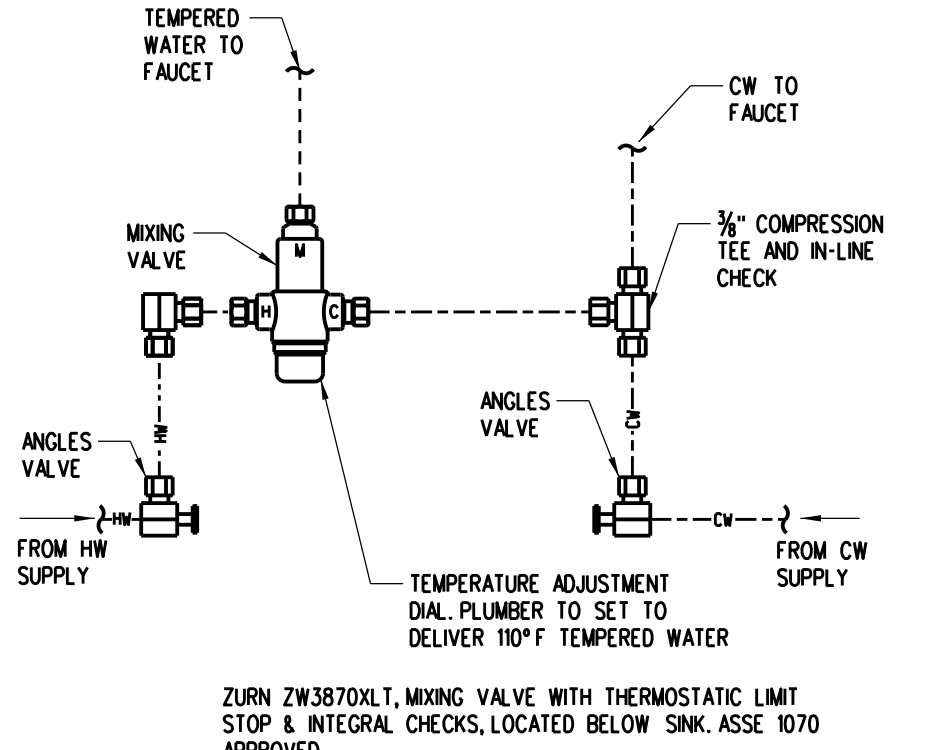 TEMPERED
WATER TO
FAUCET
CW TO
FAUCET
MIXING
VALVE
M
⅜" COMPRESSION
TEE AND IN-LINE
CHECK
H
C
ANGLES
VALVE
CW
ANGLES
VALVE
HW
HW
CW
FROM HW
SUPPLY
FROM CW
SUPPLY
TEMPERATURE ADJUSTMENT
DIAL. PLUMBER TO SET TO
DELIVER 110°F TEMPERED WATER
ZURN ZW3870XLT, MIXING VALVE WITH THERMOSTATIC LIMIT
STOP & INTEGRAL CHECKS, LOCATED BELOW SINK. ASSE 1070
APPROVED